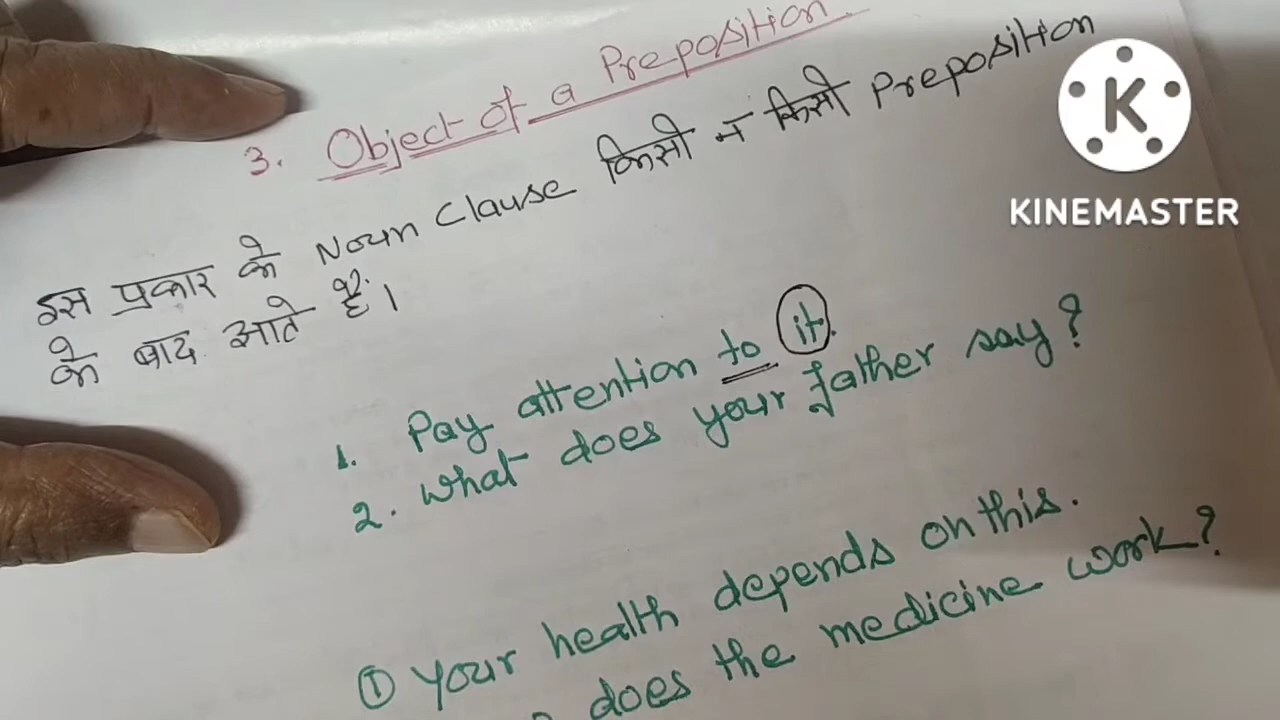 3. Object of a Preposition
इस प्रकार के Noun Clause किसी न किसी Preposition
के बाद आते हैं।
1. Pay attention to it.
2. What does your father say?
① Your health depends on this.
does the medicine work?
K
KINEMASTER